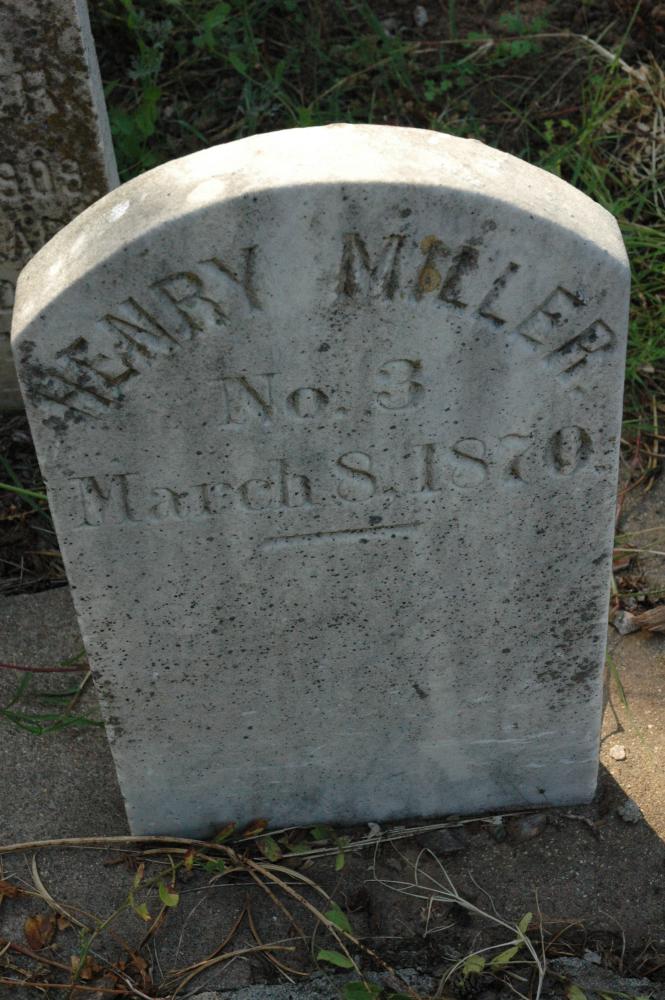 HENRY MILLER.
No. 3
March 8, 1870.